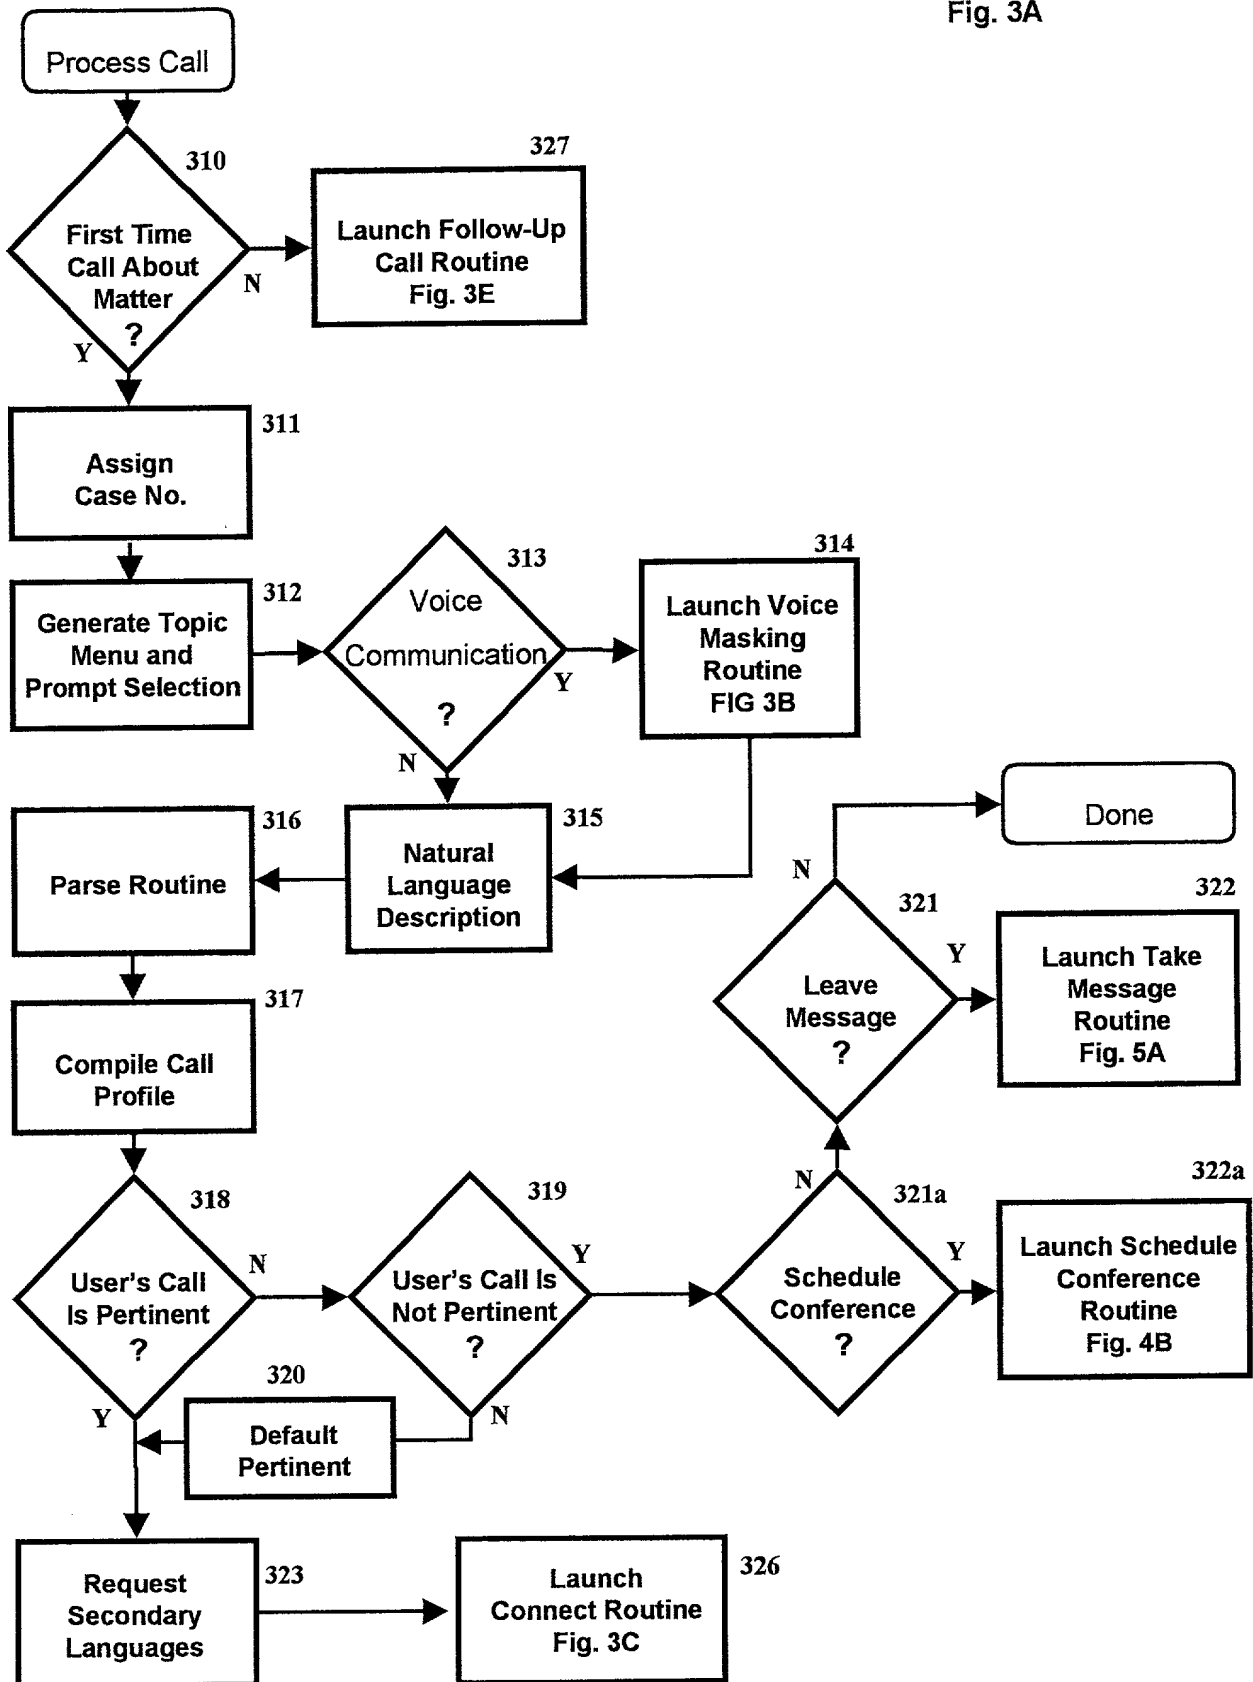 Fig. 3A
Process Call
310
First Time
Call About
Matter
?
N
Y
327
Launch Follow-Up
Call Routine
Fig. 3E
311
Assign
Case No.
312
Generate Topic
Menu and
Prompt Selection
313
Voice
Communication
?
Y
N
314
Launch Voice
Masking
Routine
FIG 3B
315
Natural
Language
Description
316
Parse Routine
317
Compile Call
Profile
318
User's Call
Is Pertinent
?
N
Y
319
User's Call Is
Not Pertinent
?
Y
N
320
Default
Pertinent
321a
Schedule
Conference
?
Y
N
322a
Launch Schedule
Conference
Routine
Fig. 4B
321
Leave
Message
?
Y
N
322
Launch Take
Message
Routine
Fig. 5A
Done
323
Request
Secondary
Languages
326
Launch
Connect Routine
Fig. 3C